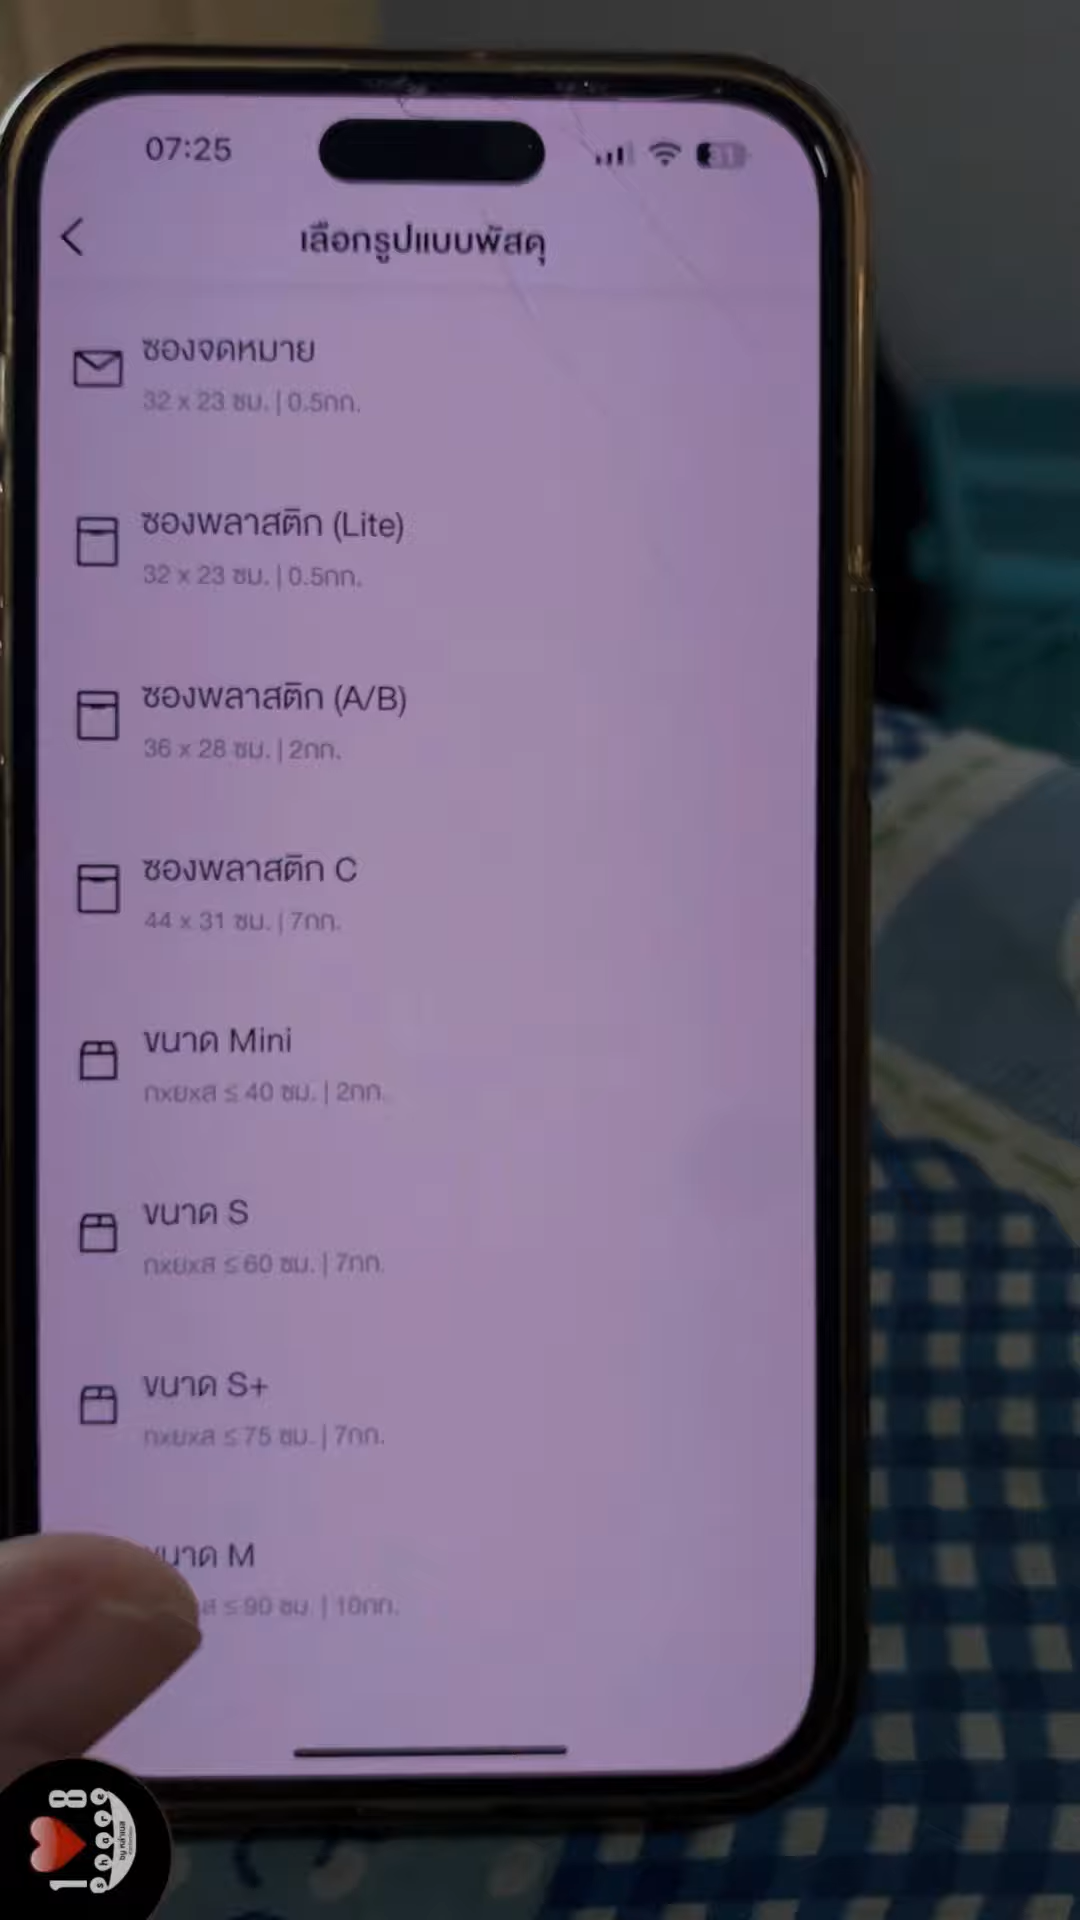 07:25
31
เลือกรูปแบบพัสดุ
ซองจดหมาย
32 x 23 ซม. | 0.5กก.
ซองพลาสติก (Lite)
32 x 23 ซม. | 0.5กก.
ซองพลาสติก (A/B)
36 x 28 ซม. | 2กก.
ซองพลาสติก C
44 x 31 ซม. | 7กก.
ขนาด Mini
กxยxส ≤ 40 ซม. | 2กก.
ขนาด S
กxยxส ≤ 60 ซม. | 7กก.
ขนาด S+
กxยxส ≤ 75 ซม. | 7กก.
ขนาด M
ส ≤ 90 ซม. | 10กก.
1 8
share